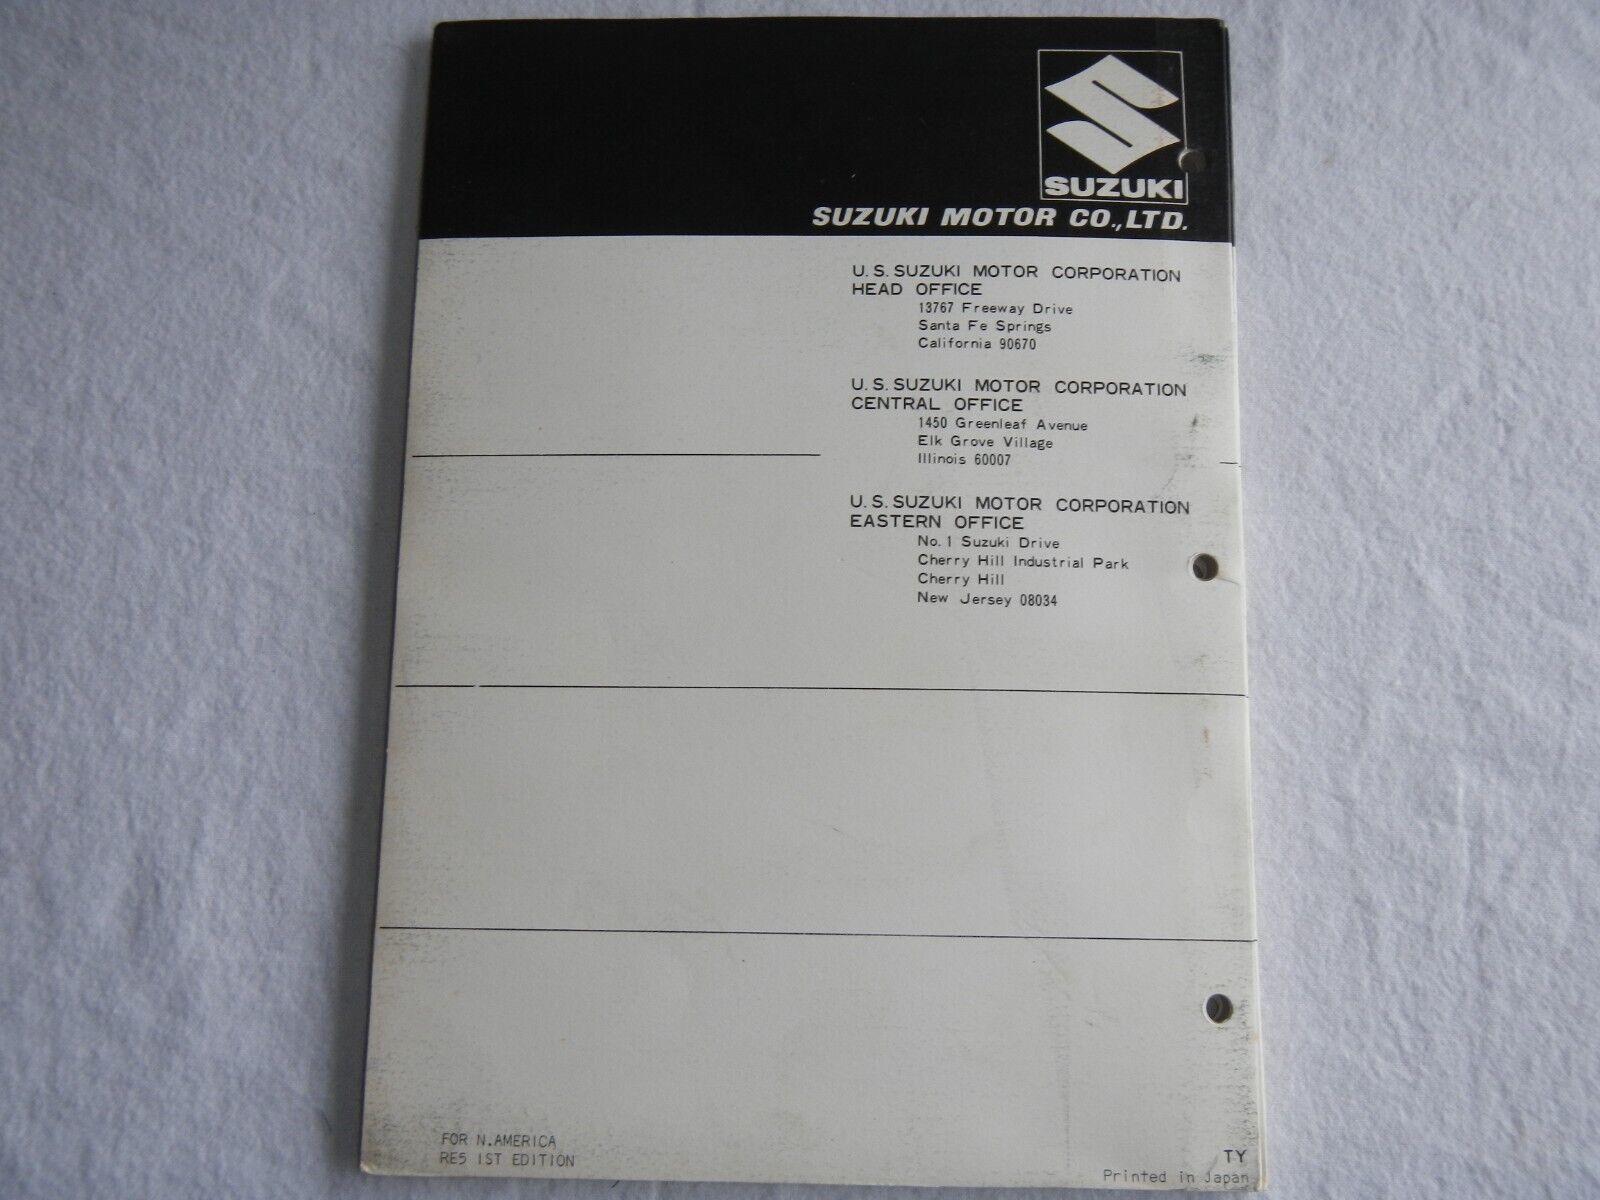 SUZUKI
SUZUKI MOTOR CO.,LTD.
U.S. SUZUKI MOTOR CORPORATION
HEAD OFFICE
13767 Freeway Drive
Santa Fe Springs
California 90670
U.S. SUZUKI MOTOR CORPORATION
CENTRAL OFFICE
1450 Greenleaf Avenue
Elk Grove Village
Illinois 60007
U.S. SUZUKI MOTOR CORPORATION
EASTERN OFFICE
No. 1 Suzuki Drive
Cherry Hill Industrial Park
Cherry Hill
New Jersey 08034
FOR N.AMERICA
RE5 1ST EDITION
TY
Printed in Japan